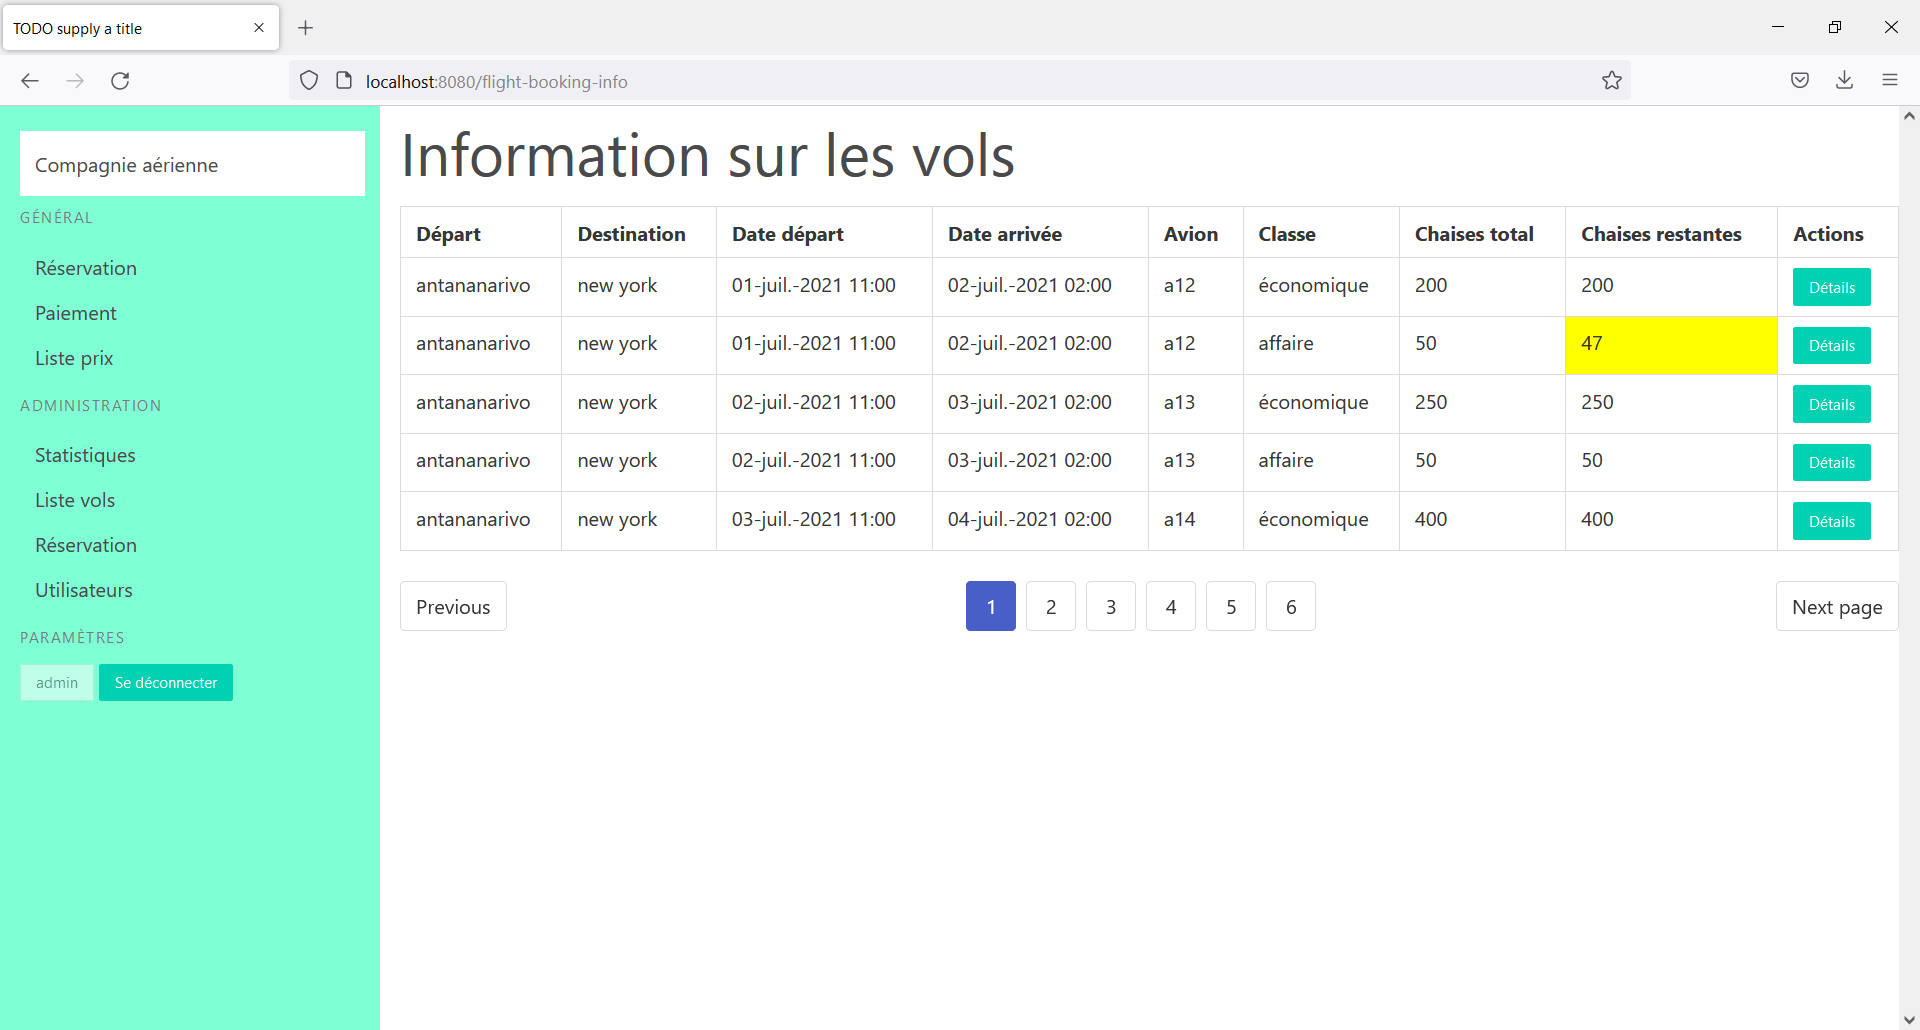 TODO supply a title
localhost:8080/flight-booking-info
Compagnie aérienne
GÉNÉRAL
Réservation
Paiement
Liste prix
ADMINISTRATION
Statistiques
Liste vols
Réservation
Utilisateurs
PARAMÈTRES
admin Se déconnecter
Information sur les vols
Départ Destination Date départ Date arrivée Avion Classe Chaises total Chaises restantes Actions
antananarivo new york 01-juil.-2021 11:00 02-juil.-2021 02:00 a12 économique 200 200 Détails
antananarivo new york 01-juil.-2021 11:00 02-juil.-2021 02:00 a12 affaire 50 47 Détails
antananarivo new york 02-juil.-2021 11:00 03-juil.-2021 02:00 a13 économique 250 250 Détails
antananarivo new york 02-juil.-2021 11:00 03-juil.-2021 02:00 a13 affaire 50 50 Détails
antananarivo new york 03-juil.-2021 11:00 04-juil.-2021 02:00 a14 économique 400 400 Détails
Previous 1 2 3 4 5 6 Next page